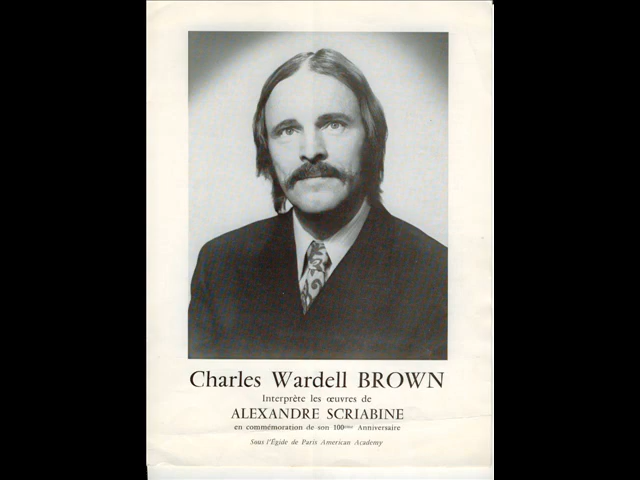 Charles Wardell BROWN
Interprète les œuvres de
ALEXANDRE SCRIABINE
en commémoration de son 100ème Anniversaire
Sous l'Égide de Paris American Academy